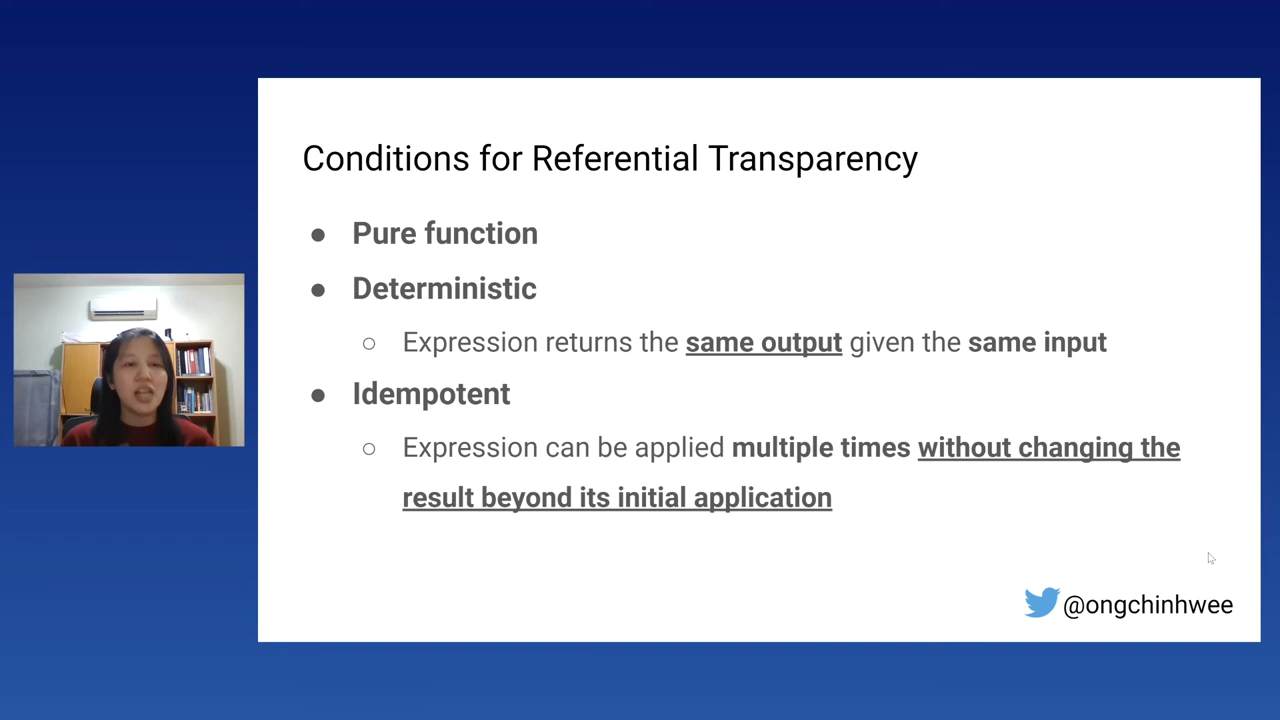 Conditions for Referential Transparency
● Pure function
● Deterministic
○ Expression returns the same output given the same input
● Idempotent
○ Expression can be applied multiple times without changing the
result beyond its initial application
@ongchinhwee